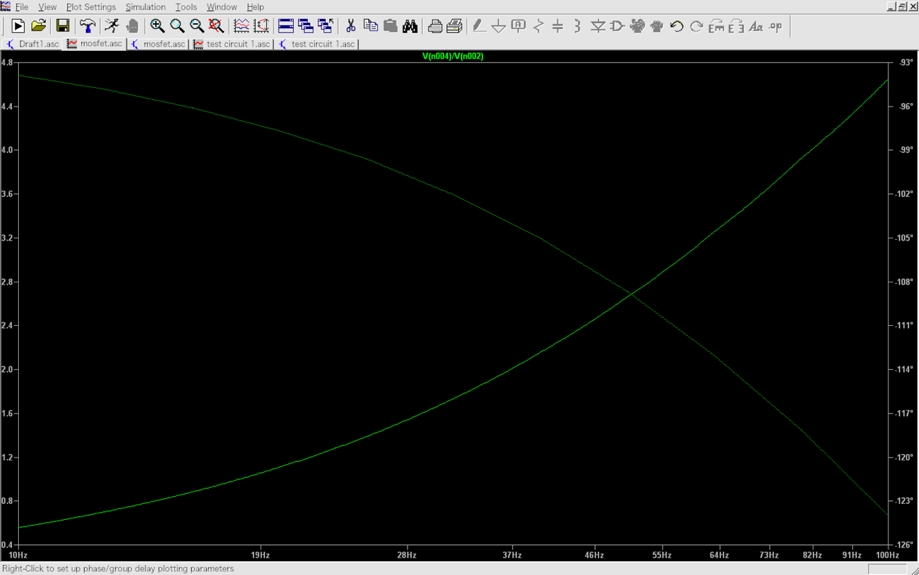 File View Plot Settings Simulation Tools Window Help
Draft1.asc mosfet.asc mosfet.asc test circuit 1.asc test circuit 1.asc
V(n004)/V(n002)
4.8 -93°
4.4 -96°
4.0 -99°
3.6 -102°
3.2 -105°
2.8 -108°
2.4 -111°
2.0 -114°
1.6 -117°
1.2 -120°
0.8 -123°
0.4 -126°
10Hz 19Hz 28Hz 37Hz 46Hz 55Hz 64Hz 73Hz 82Hz 91Hz 100Hz
Right-Click to set up phase/group delay plotting parameters